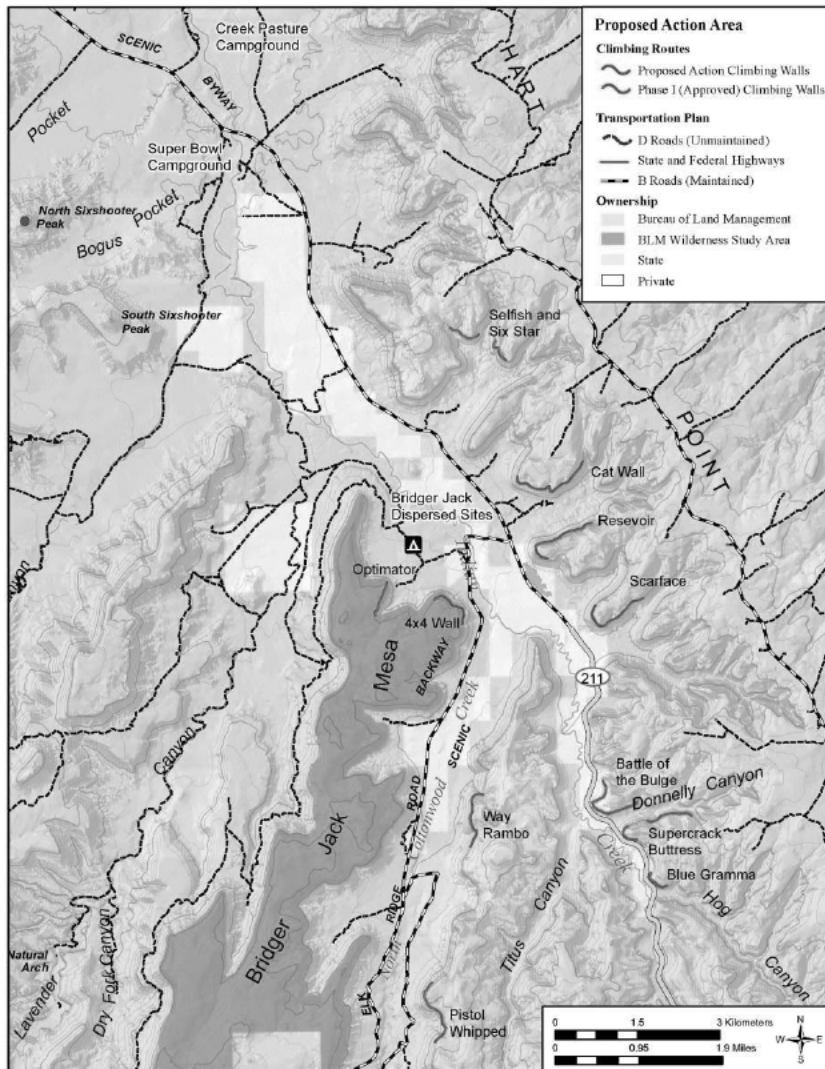 Creek Pasture
Campground
SCENIC
BYWAY
HART
Pocket
Super Bowl
Campground
North Sixshooter
Peak
Bogus Pocket
South Sixshooter
Peak
Selfish and
Six Star
POINT
Cat Wall
Bridger Jack
Dispersed Sites
Resevoir
Optimator
Scarface
4x4 Wall
Mesa
BACKWAY
211
Creek
SCENIC
Canyon
Battle of
the Bulge
Donnelly Canyon
ROAD
Cottonwood
Way
Rambo
Supercrack
Buttress
Jack
Creek
Blue Gramma
Hog
Canyon
RIDGE
Titus Canyon
Bridger
North
Natural
Arch
Lavender
Dry Fork Canyon
ELK
Pistol
Whipped
Proposed Action Area
Climbing Routes
Proposed Action Climbing Walls
Phase I (Approved) Climbing Walls
Transportation Plan
D Roads (Unmaintained)
State and Federal Highways
B Roads (Maintained)
Ownership
Bureau of Land Management
BLM Wilderness Study Area
State
Private
0 1.5 3 Kilometers
0 0.95 1.9 Miles
N
W E
S